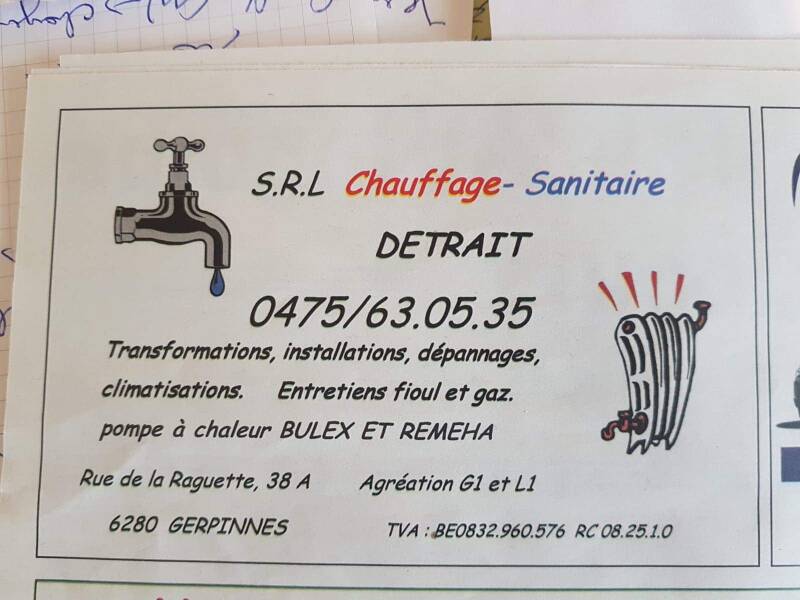 S.R.L Chauffage- Sanitaire
DETRAIT
0475/63.05.35
Transformations, installations, dépannages,
climatisations. Entretiens fioul et gaz.
pompe à chaleur BULEX ET REMEHA
Rue de la Raguette, 38 A Agréation G1 et L1
6280 GERPINNES TVA : BE0832.960.576 RC 08.25.1.0